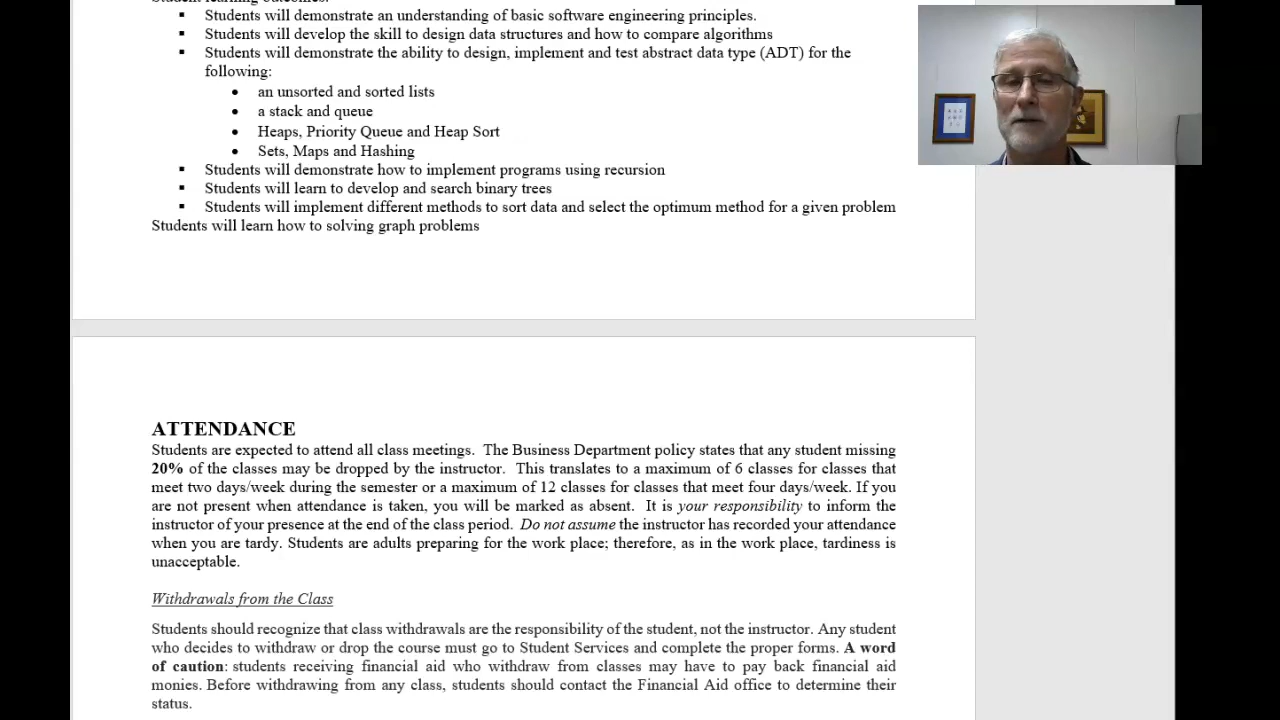 Students will demonstrate an understanding of basic software engineering principles.
Students will develop the skill to design data structures and how to compare algorithms
Students will demonstrate the ability to design, implement and test abstract data type (ADT) for the
following:
an unsorted and sorted lists
a stack and queue
Heaps, Priority Queue and Heap Sort
Sets, Maps and Hashing
Students will demonstrate how to implement programs using recursion
Students will learn to develop and search binary trees
Students will implement different methods to sort data and select the optimum method for a given problem
Students will learn how to solving graph problems
ATTENDANCE
Students are expected to attend all class meetings.  The Business Department policy states that any student missing
20% of the classes may be dropped by the instructor.  This translates to a maximum of 6 classes for classes that
meet two days/week during the semester or a maximum of 12 classes for classes that meet four days/week. If you
are not present when attendance is taken, you will be marked as absent.  It is your responsibility to inform the
instructor of your presence at the end of the class period.  Do not assume the instructor has recorded your attendance
when you are tardy. Students are adults preparing for the work place; therefore, as in the work place, tardiness is
unacceptable.
Withdrawals from the Class
Students should recognize that class withdrawals are the responsibility of the student, not the instructor. Any student
who decides to withdraw or drop the course must go to Student Services and complete the proper forms. A word
of caution: students receiving financial aid who withdraw from classes may have to pay back financial aid
monies. Before withdrawing from any class, students should contact the Financial Aid office to determine their
status.